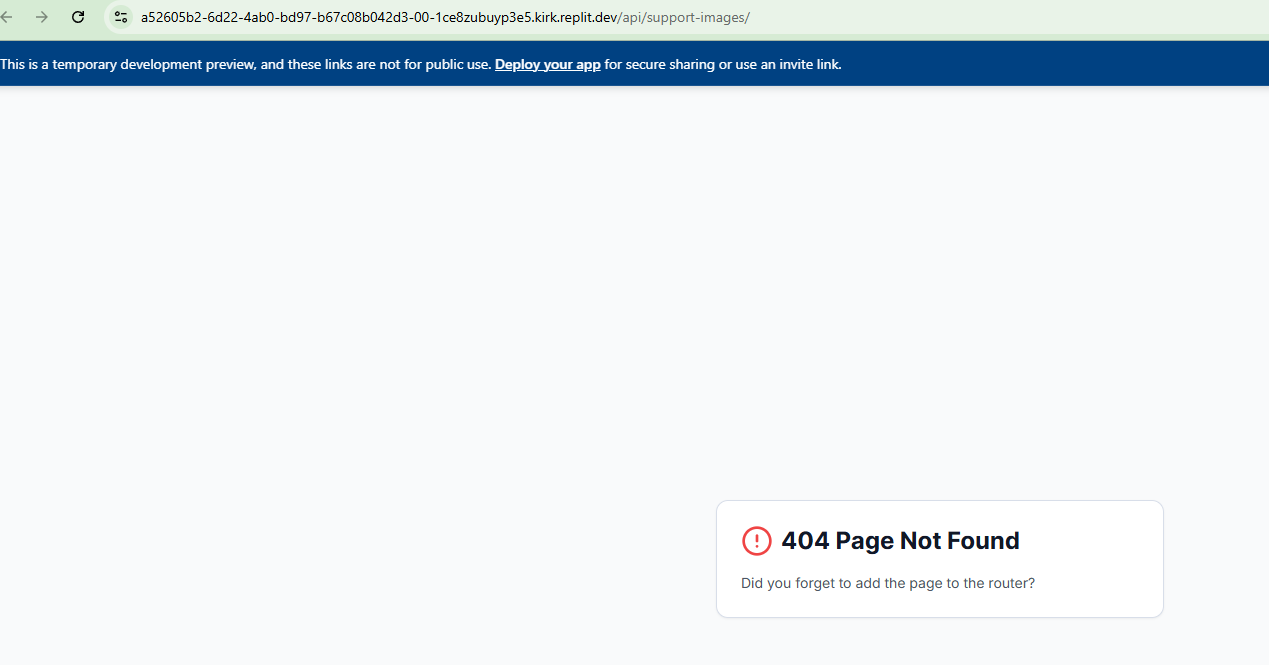 a52605b2-6d22-4ab0-bd97-b67c08b042d3-00-1ce8zubuyp3e5.kirk.replit.dev/api/support-images/
This is a temporary development preview, and these links are not for public use. Deploy your app for secure sharing or use an invite link.
404 Page Not Found
Did you forget to add the page to the router?